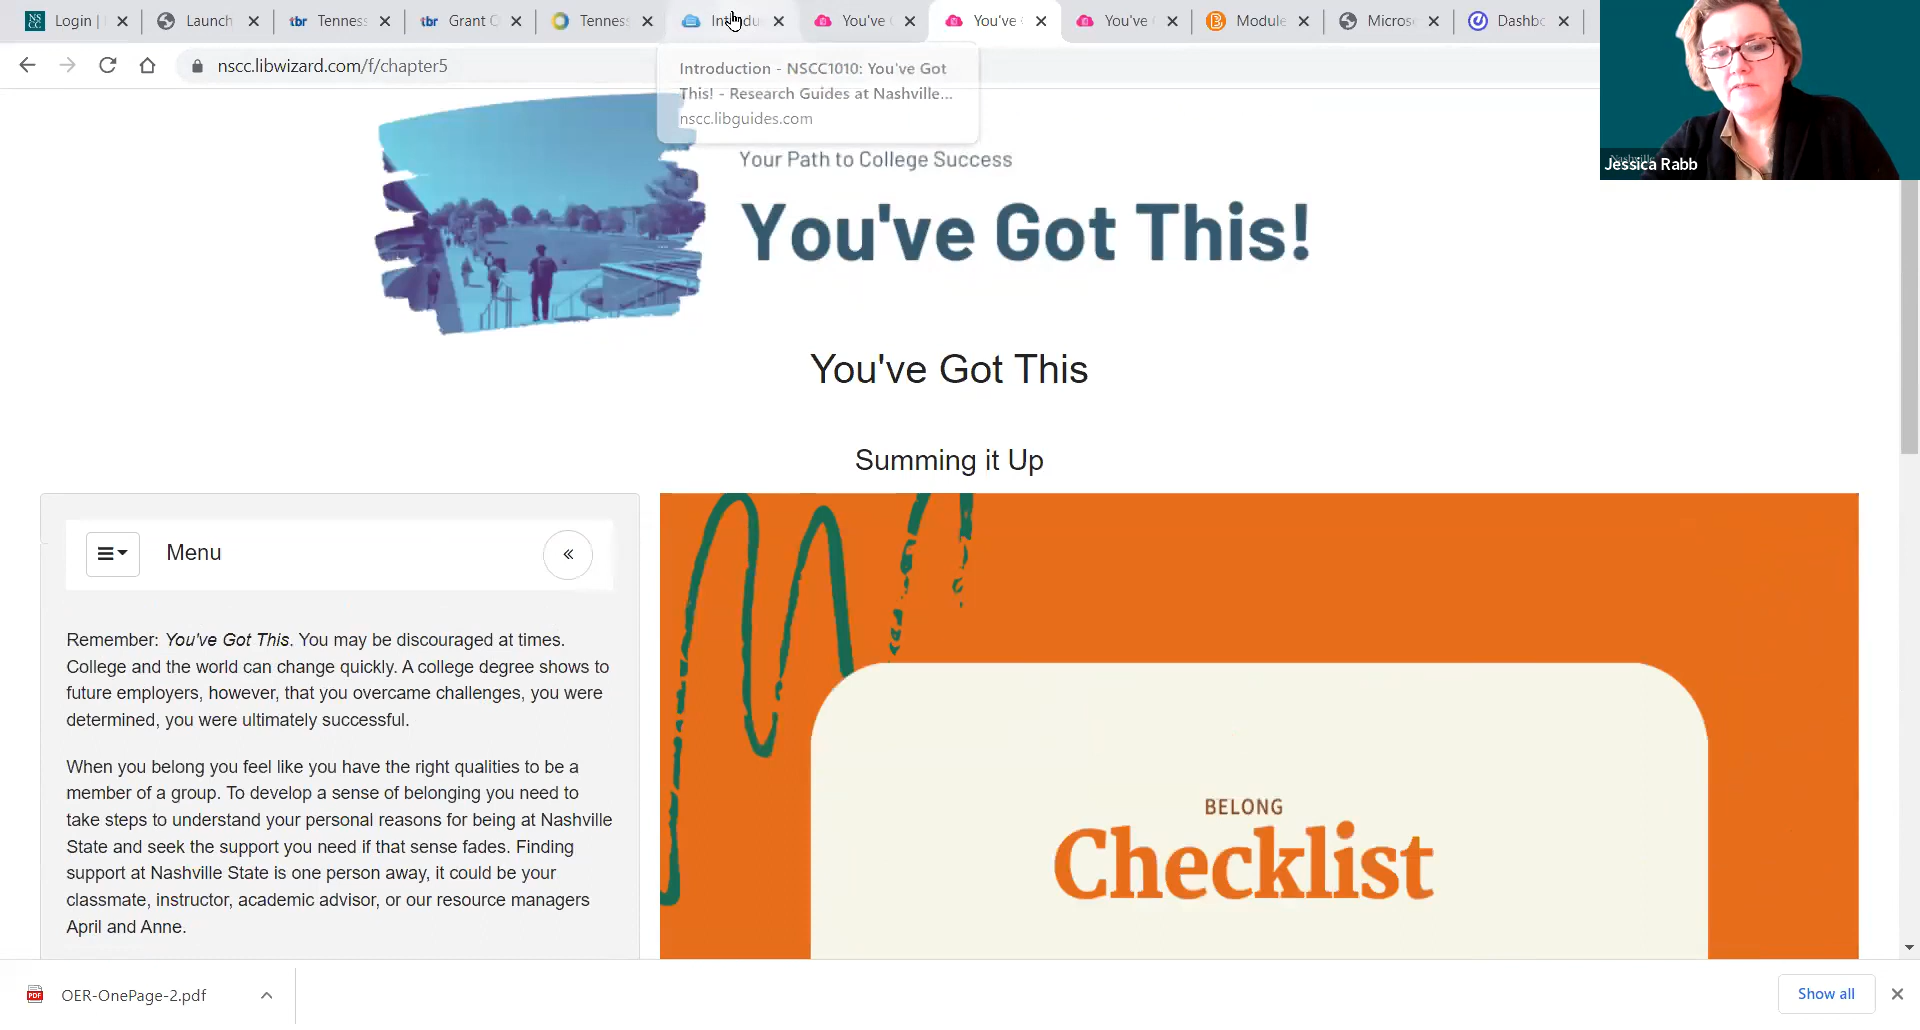 Login |
Launch
tbr Tennes
tbr Grant
Tennes
You've
You've
You've
Module
Micros
Dashb
nscc.libwizard.com/f/chapter5
Introduction - NSCC1010: You've Got
This! - Research Guides at Nashville...
nscc.libguides.com
Jessica Rabb
Your Path to College Success
You've Got This!
You've Got This
Summing it Up
Menu
Remember: You've Got This. You may be discouraged at times.
College and the world can change quickly. A college degree shows to
future employers, however, that you overcame challenges, you were
determined, you were ultimately successful.
When you belong you feel like you have the right qualities to be a
member of a group. To develop a sense of belonging you need to
take steps to understand your personal reasons for being at Nashville
State and seek the support you need if that sense fades. Finding
support at Nashville State is one person away, it could be your
classmate, instructor, academic advisor, or our resource managers
April and Anne.
BELONG
Checklist
PDF
OER-OnePage-2.pdf
Show all